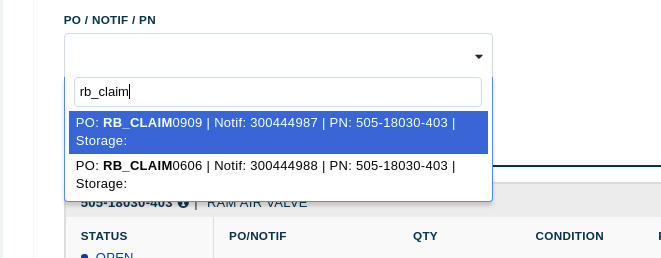 PO / NOTIF / PN
rb_claim
PO: RB_CLAIM0909 | Notif: 300444987 | PN: 505-18030-403 |
Storage:
PO: RB_CLAIM0606 | Notif: 300444988 | PN: 505-18030-403 |
Storage:
505-18030-403 | RAM AIR VALVE
STATUS PO/NOTIF QTY CONDITION
OPEN